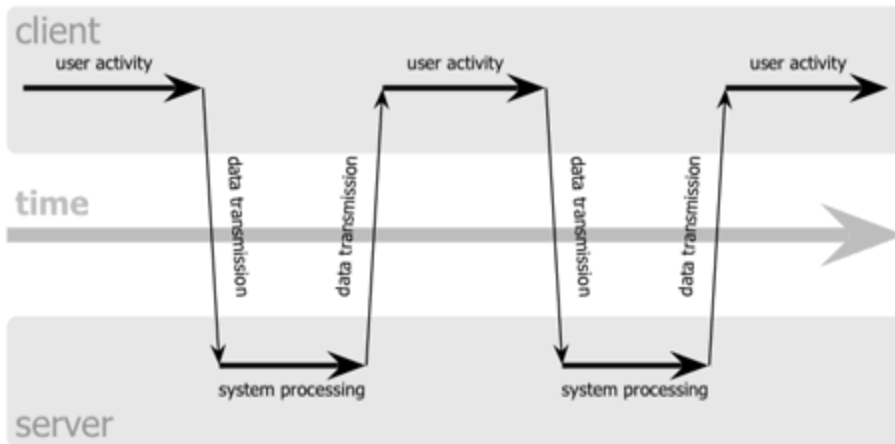 client
user activity
user activity
user activity
data transmission
data transmission
data transmission
data transmission
time
system processing
system processing
server